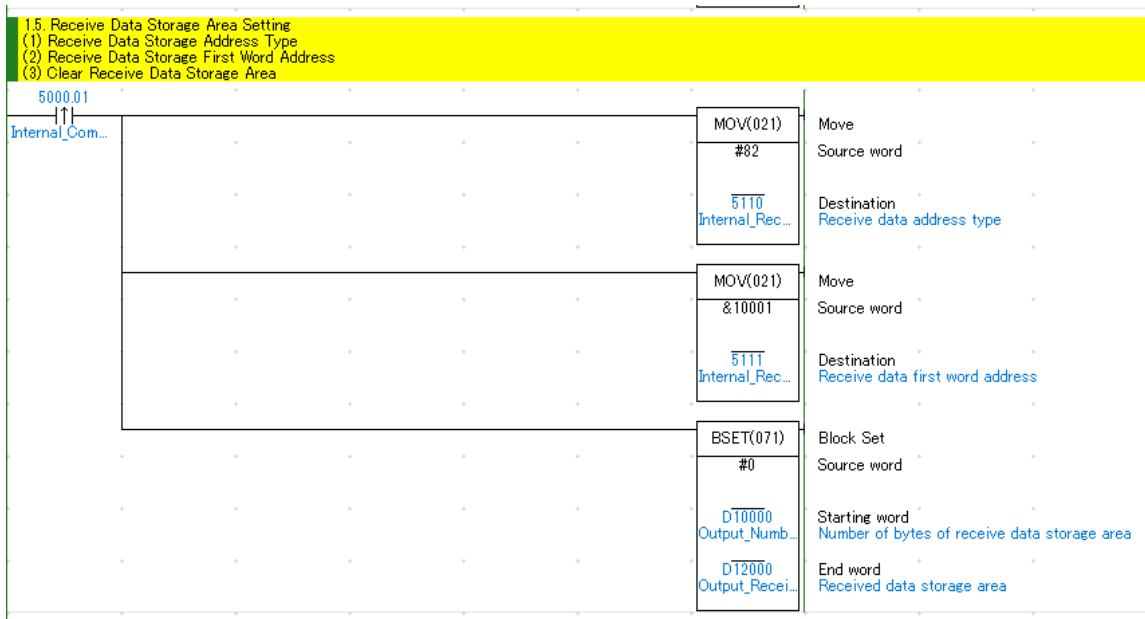 1.5. Receive Data Storage Area Setting
(1) Receive Data Storage Address Type
(2) Receive Data Storage First Word Address
(3) Clear Receive Data Storage Area
5000.01
Internal_Com...
MOV(021) Move
#82 Source word
5110 Destination
Internal_Rec... Receive data address type
MOV(021) Move
&10001 Source word
5111 Destination
Internal_Rec... Receive data first word address
BSET(071) Block Set
#0 Source word
D10000 Starting word
Output_Numb... Number of bytes of receive data storage area
D12000 End word
Output_Recei... Received data storage area